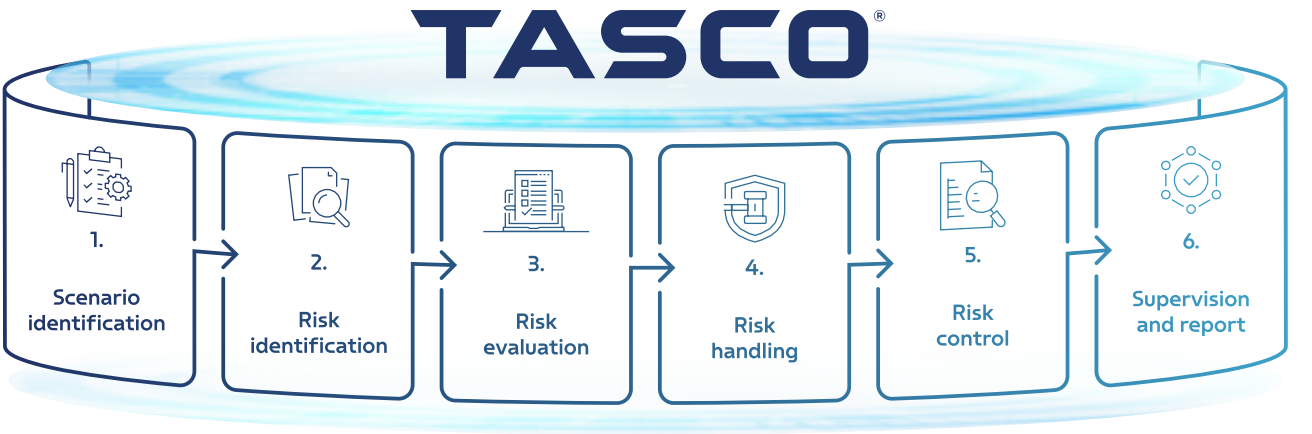 TASCO®
1.
Scenario
identification
2.
Risk
identification
3.
Risk
evaluation
4.
Risk
handling
5.
Risk
control
6.
Supervision
and report